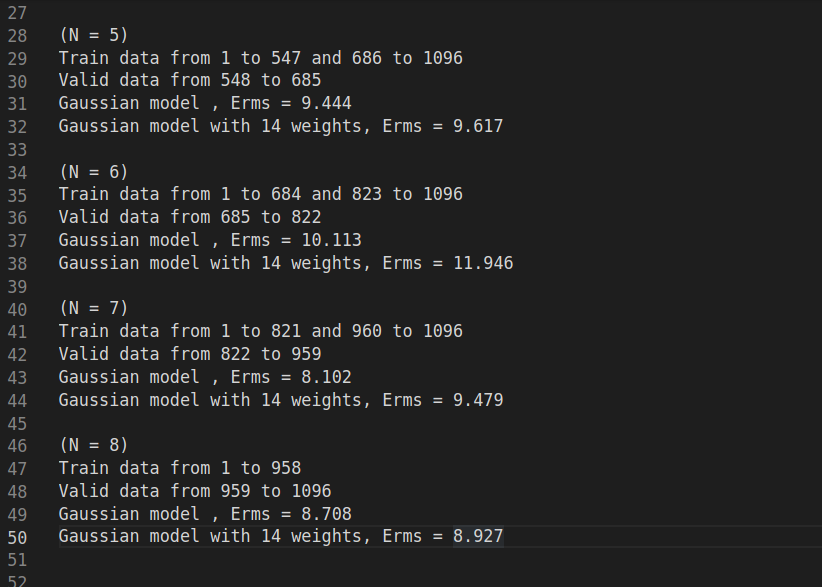 27
28 (N = 5)
29 Train data from 1 to 547 and 686 to 1096
30 Valid data from 548 to 685
31 Gaussian model , Erms = 9.444
32 Gaussian model with 14 weights, Erms = 9.617
33
34 (N = 6)
35 Train data from 1 to 684 and 823 to 1096
36 Valid data from 685 to 822
37 Gaussian model , Erms = 10.113
38 Gaussian model with 14 weights, Erms = 11.946
39
40 (N = 7)
41 Train data from 1 to 821 and 960 to 1096
42 Valid data from 822 to 959
43 Gaussian model , Erms = 8.102
44 Gaussian model with 14 weights, Erms = 9.479
45
46 (N = 8)
47 Train data from 1 to 958
48 Valid data from 959 to 1096
49 Gaussian model , Erms = 8.708
50 Gaussian model with 14 weights, Erms = 8.927
51
52